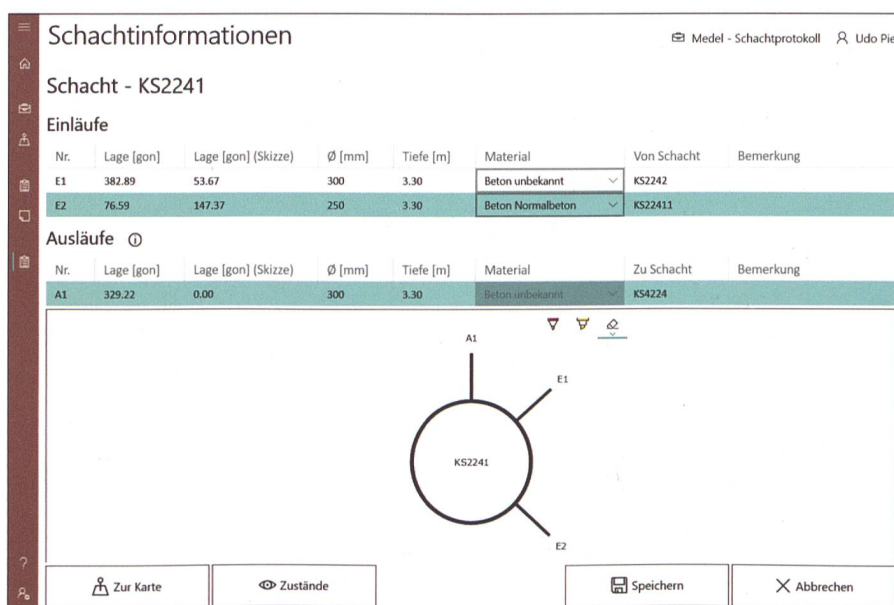 Schachtinformationen
Medel - Schachtprotokoll Udo Pie
Schacht - KS2241
Einläufe
Nr. Lage [gon] Lage [gon] (Skizze) Ø [mm] Tiefe [m] Material Von Schacht Bemerkung
E1 382.89 53.67 300 3.30 Beton unbekannt KS2242
E2 76.59 147.37 250 3.30 Beton Normalbeton KS22411
Ausläufe
Nr. Lage [gon] Lage [gon] (Skizze) Ø [mm] Tiefe [m] Material Zu Schacht Bemerkung
A1 329.22 0.00 300 3.30 Beton unbekannt KS4224
A1
E1
KS2241
E2
Zur Karte Zustände Speichern Abbrechen